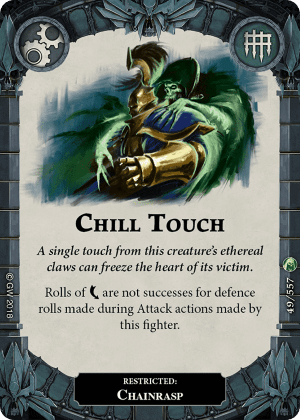 CHILL TOUCH
A single touch from this creature's ethereal
claws can freeze the heart of its victim.
Rolls of are not successes for defence
rolls made during Attack actions made by
this fighter.
© GW 2018
49/557
RESTRICTED:
CHAINRASP